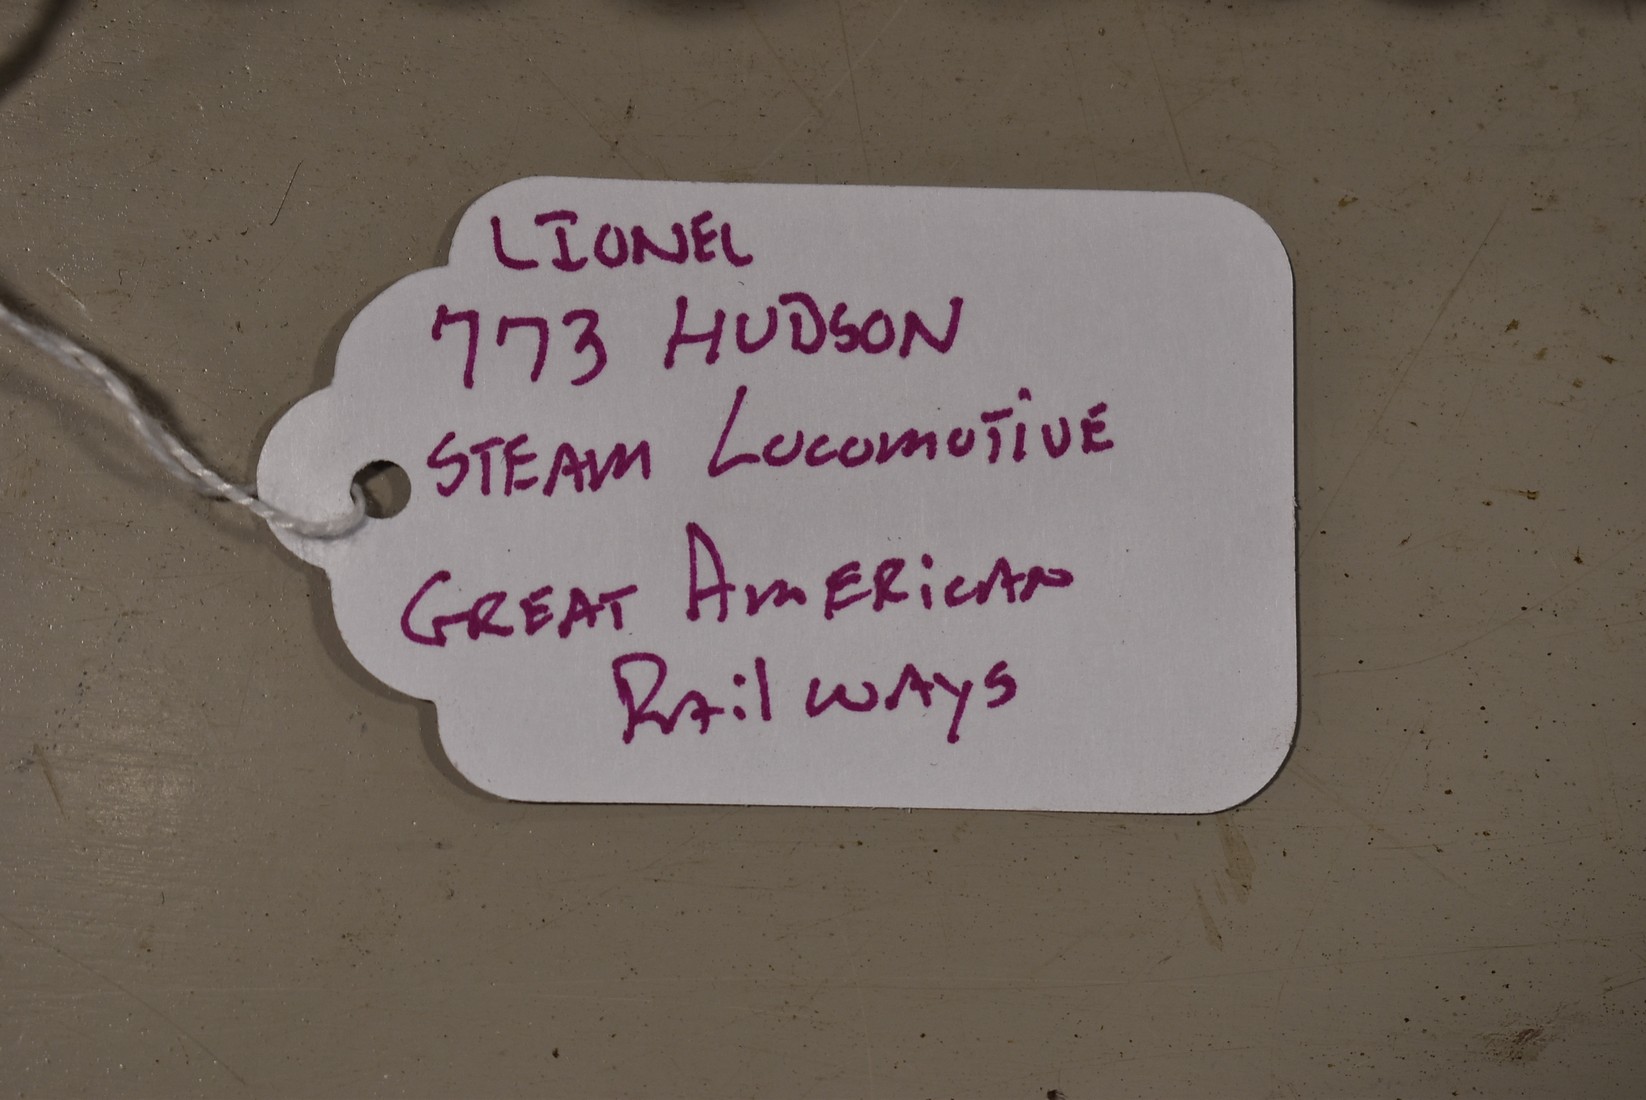 LIONEL
773 HUDSON
STEAM LOCOMOTIVE
GREAT AMERICAN
RAilWAYS